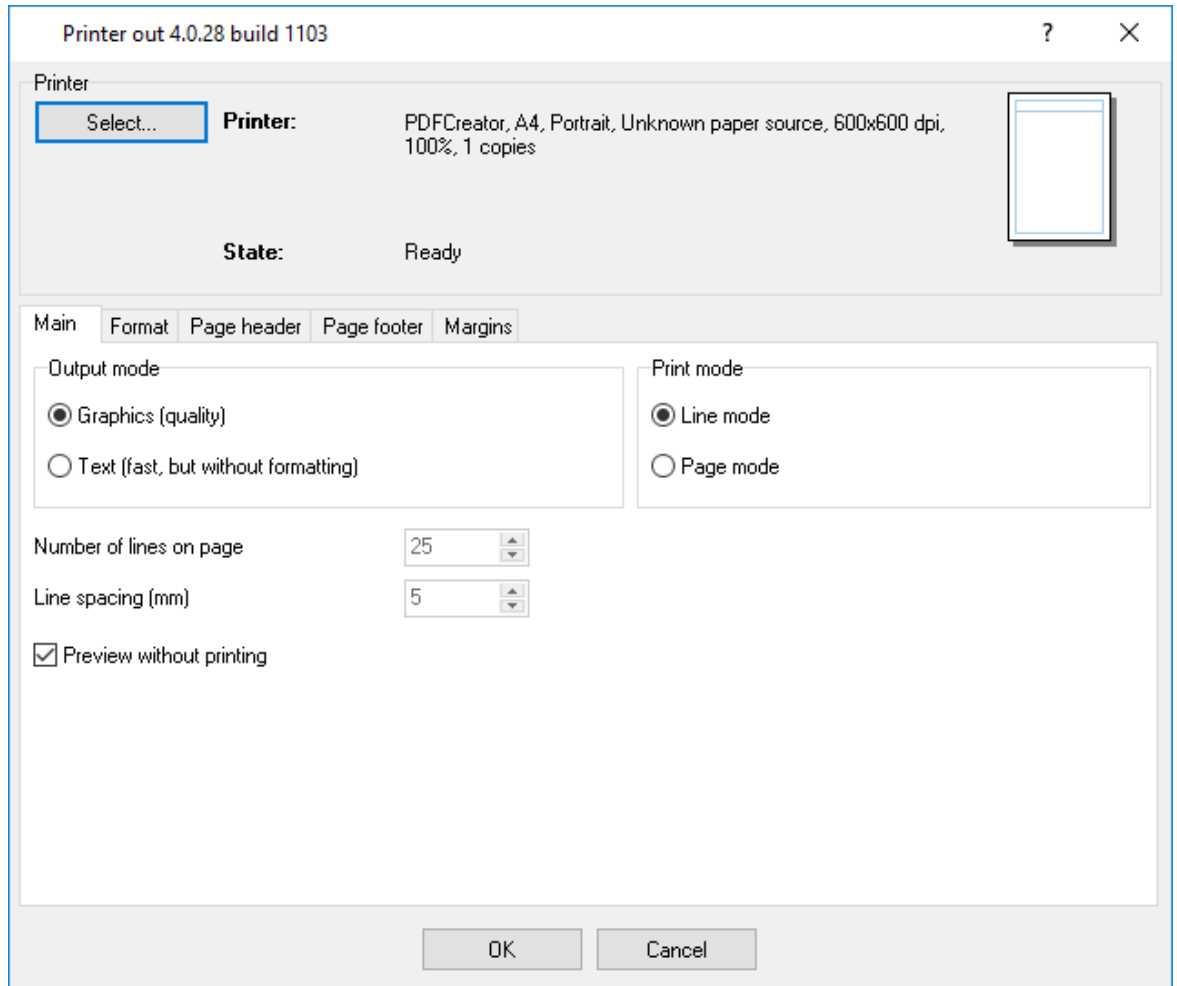 Printer out 4.0.28 build 1103
?
Printer
Select...
Printer:
PDFCreator, A4, Portrait, Unknown paper source, 600x600 dpi,
100%, 1 copies
State:
Ready
Main
Format
Page header
Page footer
Margins
Output mode
Graphics (quality)
Text (fast, but without formatting)
Print mode
Line mode
Page mode
Number of lines on page
25
Line spacing (mm)
5
Preview without printing
OK
Cancel